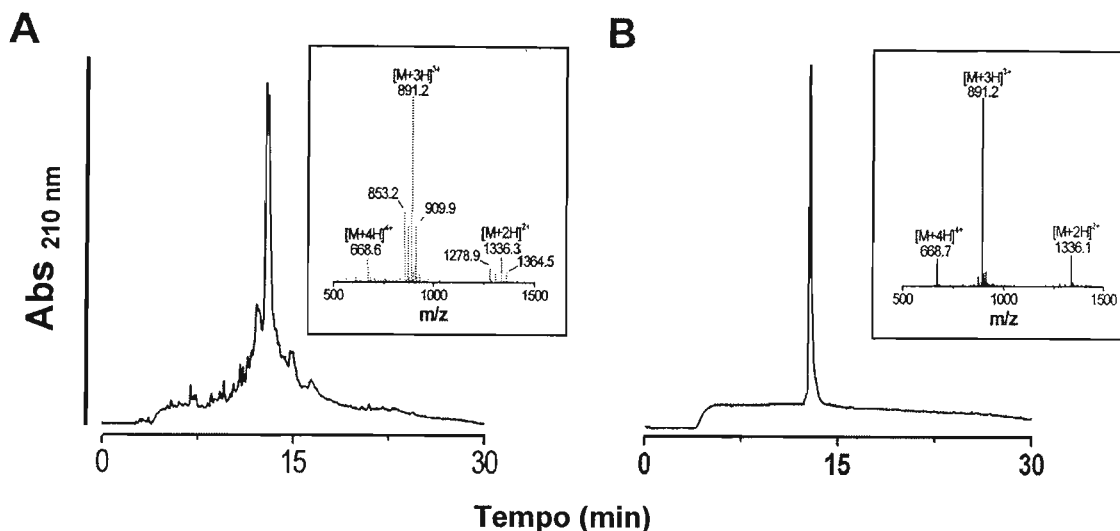 A
Abs 210 nm
[M+3H]3+
891.2
853.2
909.9
[M+4H]4+
668.6
[M+2H]2+
1336.3
1278.9
1364.5
500
1000
1500
m/z
0
15
30
B
[M+3H]3+
891.2
[M+4H]4+
668.7
[M+2H]2+
1336.1
500
1000
1500
m/z
0
15
30
Tempo (min)